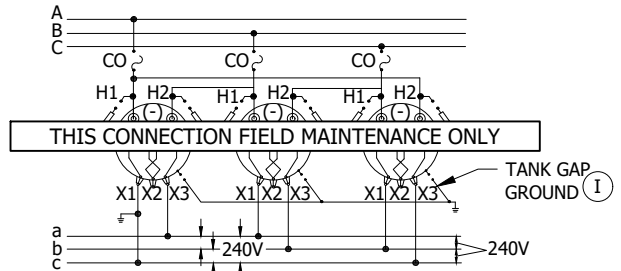 A
B
C
CO CO CO
H1 H2 H1 H2 H1 H2
(-) (-) (-)
THIS CONNECTION FIELD MAINTENANCE ONLY
X1 X2 X3 X1 X2 X3 X1 X2 X3
TANK GAP
GROUND I
a
b 240V 240V
c